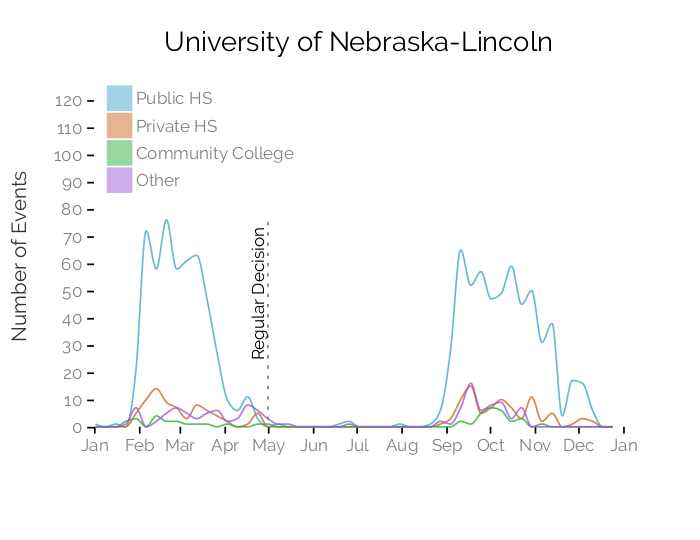 University of Nebraska-Lincoln
Public HS
Private HS
Community College
Other
Number of Events
120
110
100
90
80
70
60
50
40
30
20
10
0
Regular Decision
Jan Feb Mar Apr May Jun Jul Aug Sep Oct Nov Dec Jan